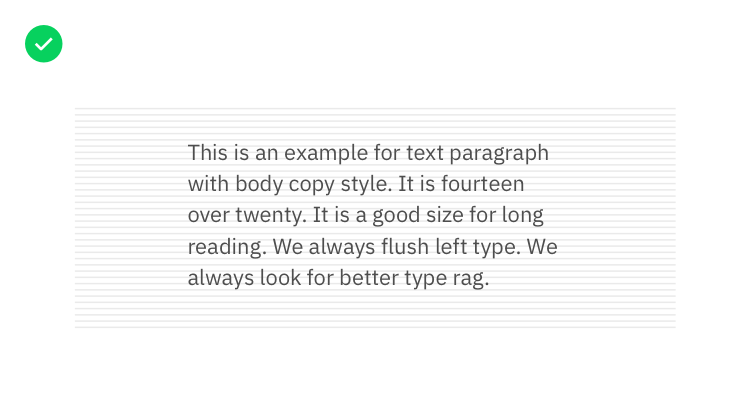 This is an example for text paragraph
with body copy style. It is fourteen
over twenty. It is a good size for long
reading. We always flush left type. We
always look for better type rag.